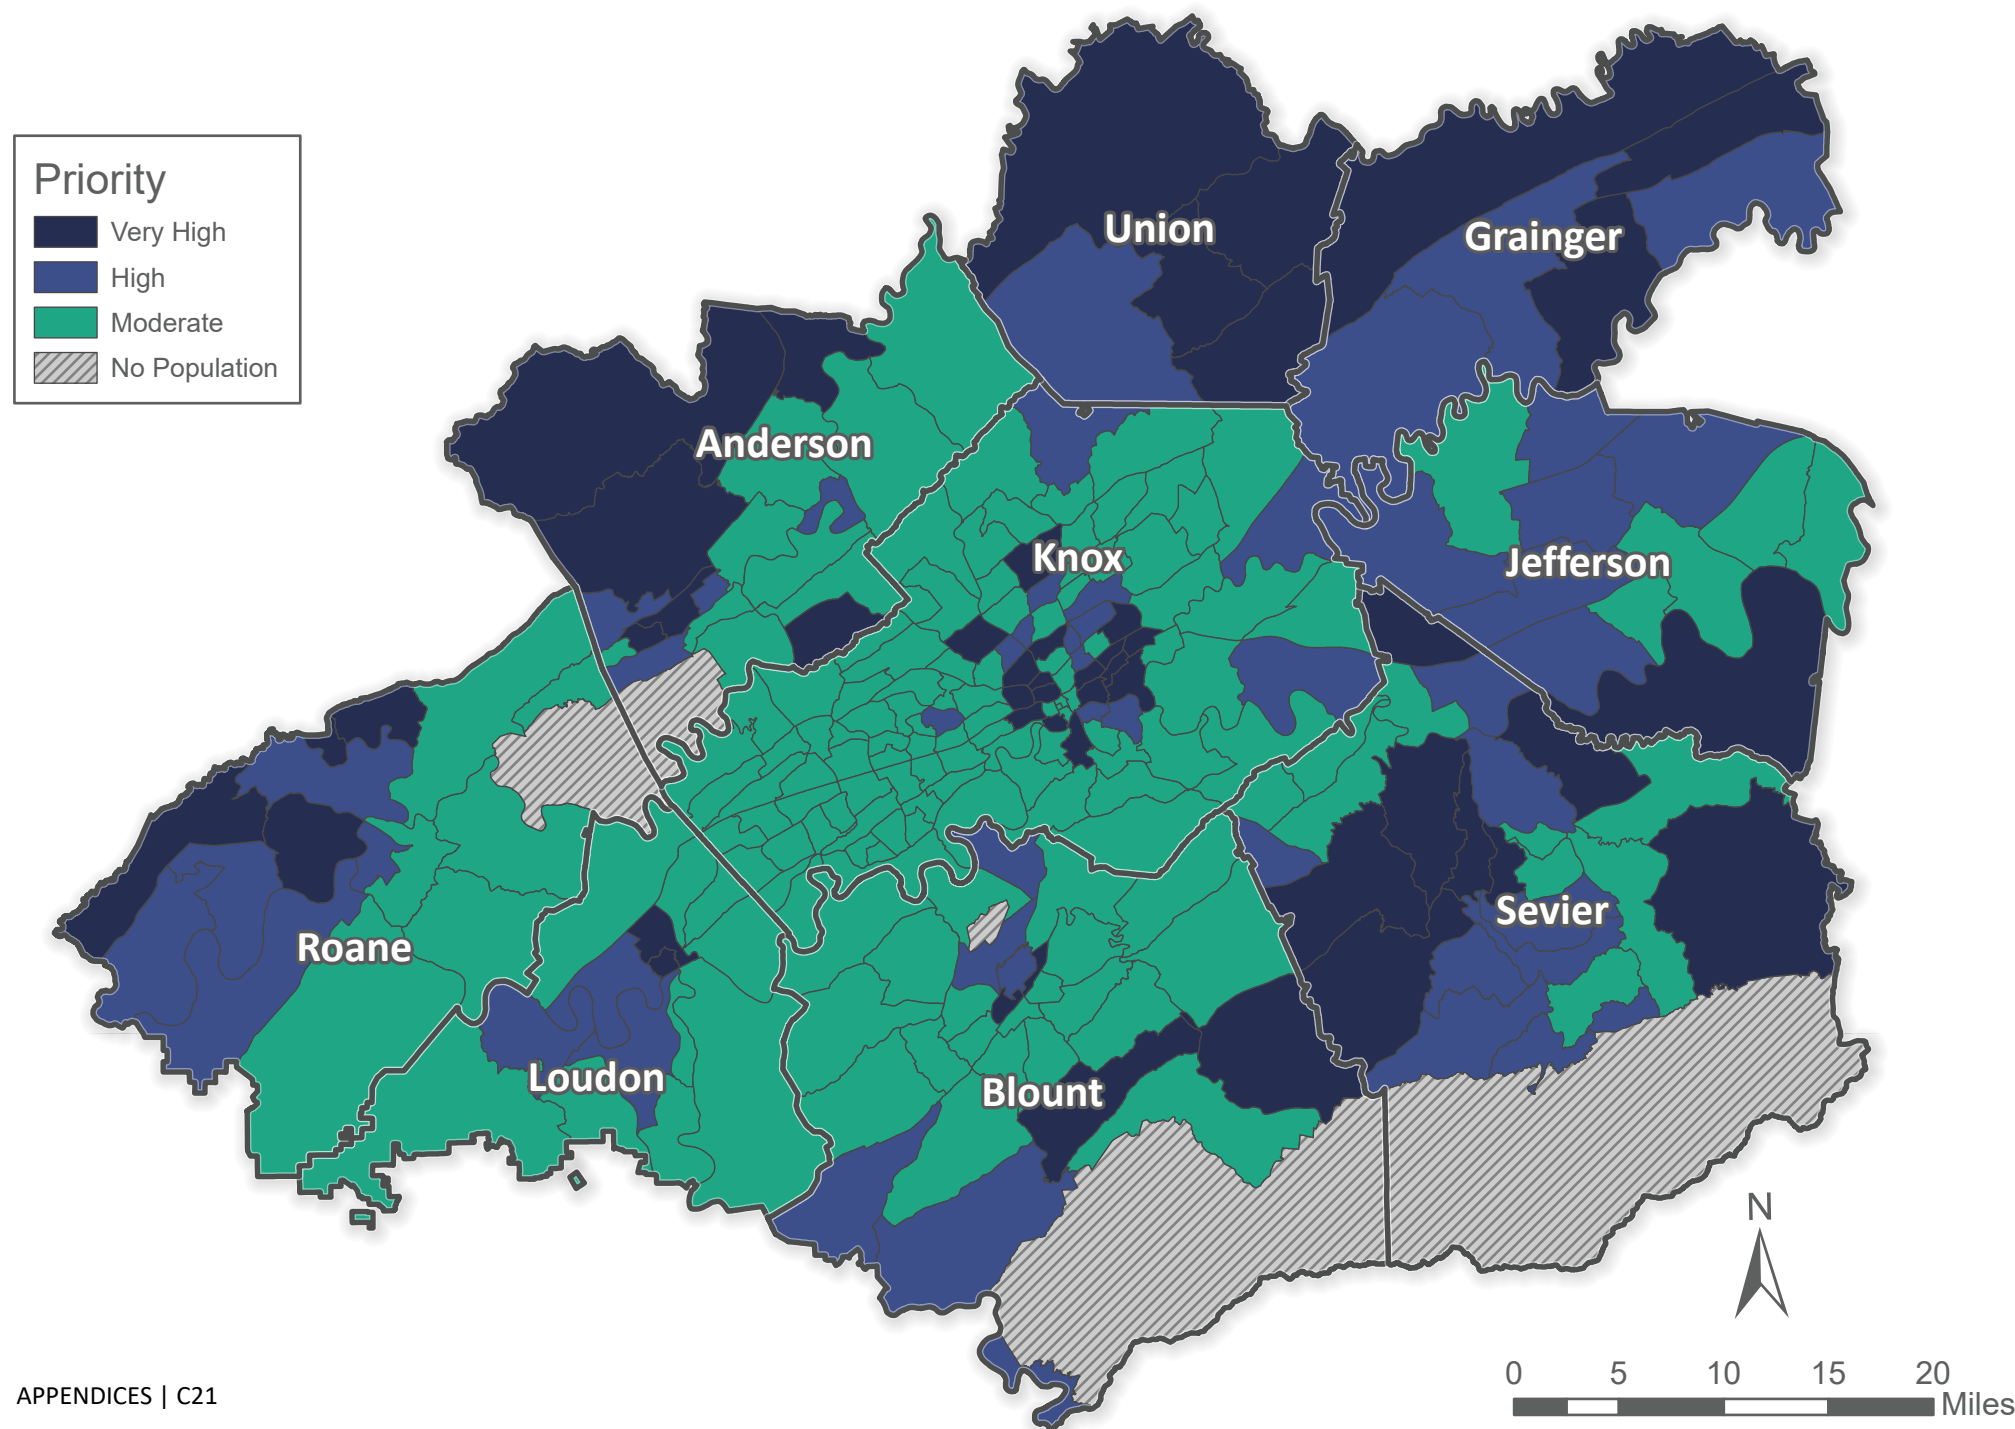 Priority
Very High
High
Moderate
No Population
Union
Grainger
Anderson
Knox
Jefferson
Roane
Sevier
Loudon
Blount
N
0 5 10 15 20
Miles
APPENDICES | C21